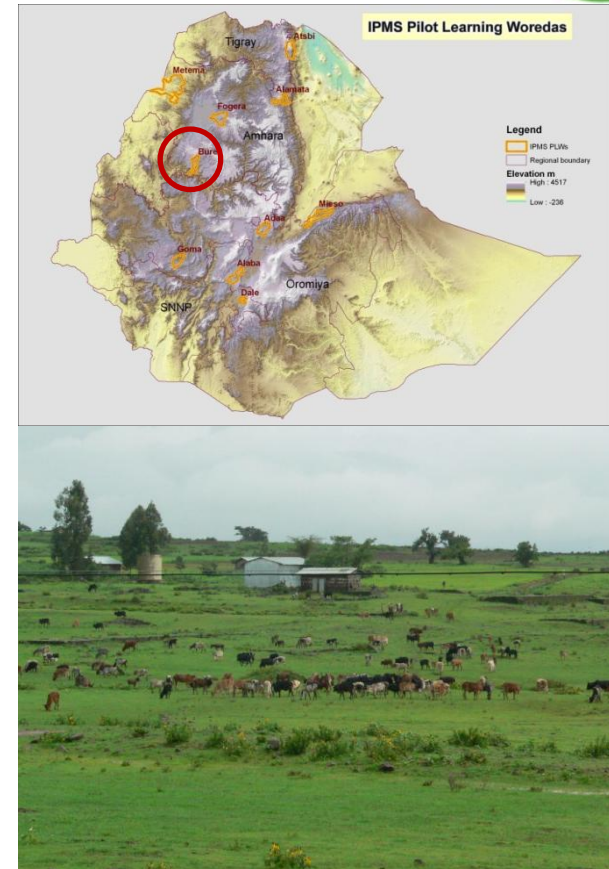 IPMS Pilot Learning Woredas
Atsbi
Tigray
Metema
Alamata
Fogera
Amhara
Bure
Legend
IPMS PLWs
Regional boundary
Elevation m
High : 4517
Low : -236
Mieso
Adaa
Goma
Alaba
Oromiya
Dale
SNNP